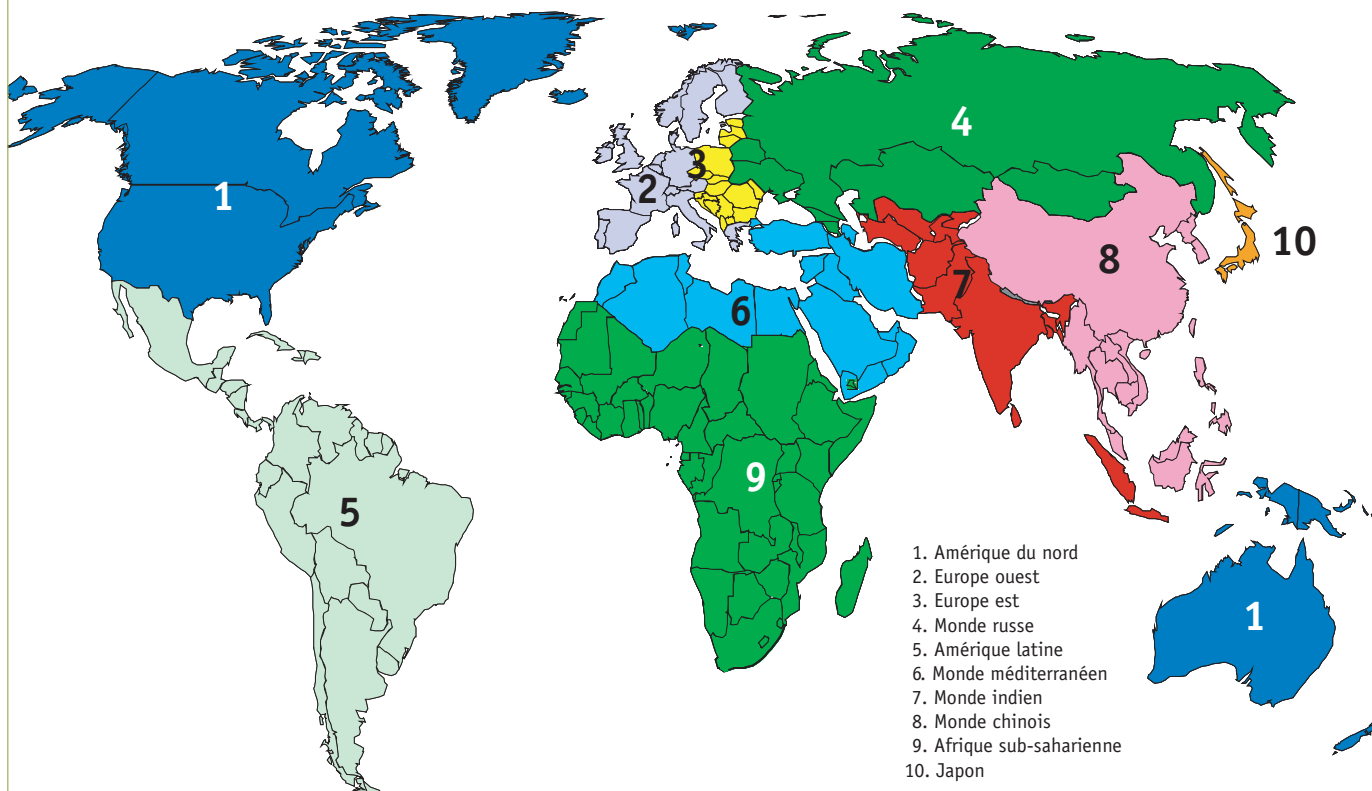 4
3
1
2
10
8
7
6
9
5
1. Amérique du nord
2. Europe ouest
3. Europe est
4. Monde russe
5. Amérique latine
6. Monde méditerranéen
7. Monde indien
8. Monde chinois
9. Afrique sub-saharienne
10. Japon
1